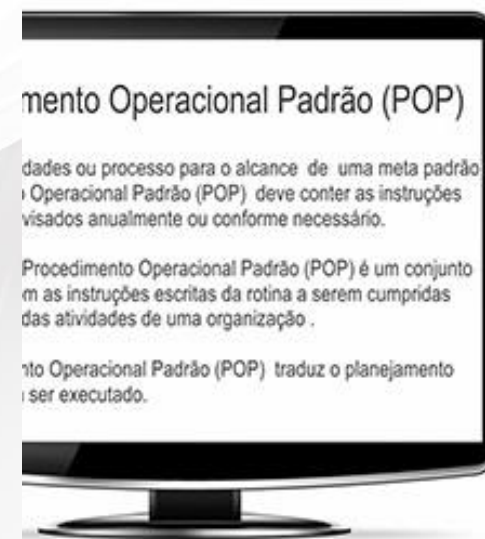 mento Operacional Padrão (POP)
dades ou processo para o alcance de uma meta padrão
Operacional Padrão (POP) deve conter as instruções
visados anualmente ou conforme necessário.
Procedimento Operacional Padrão (POP) é um conjunto
m as instruções escritas da rotina a serem cumpridas
das atividades de uma organização .
nto Operacional Padrão (POP) traduz o planejamento
ser executado.